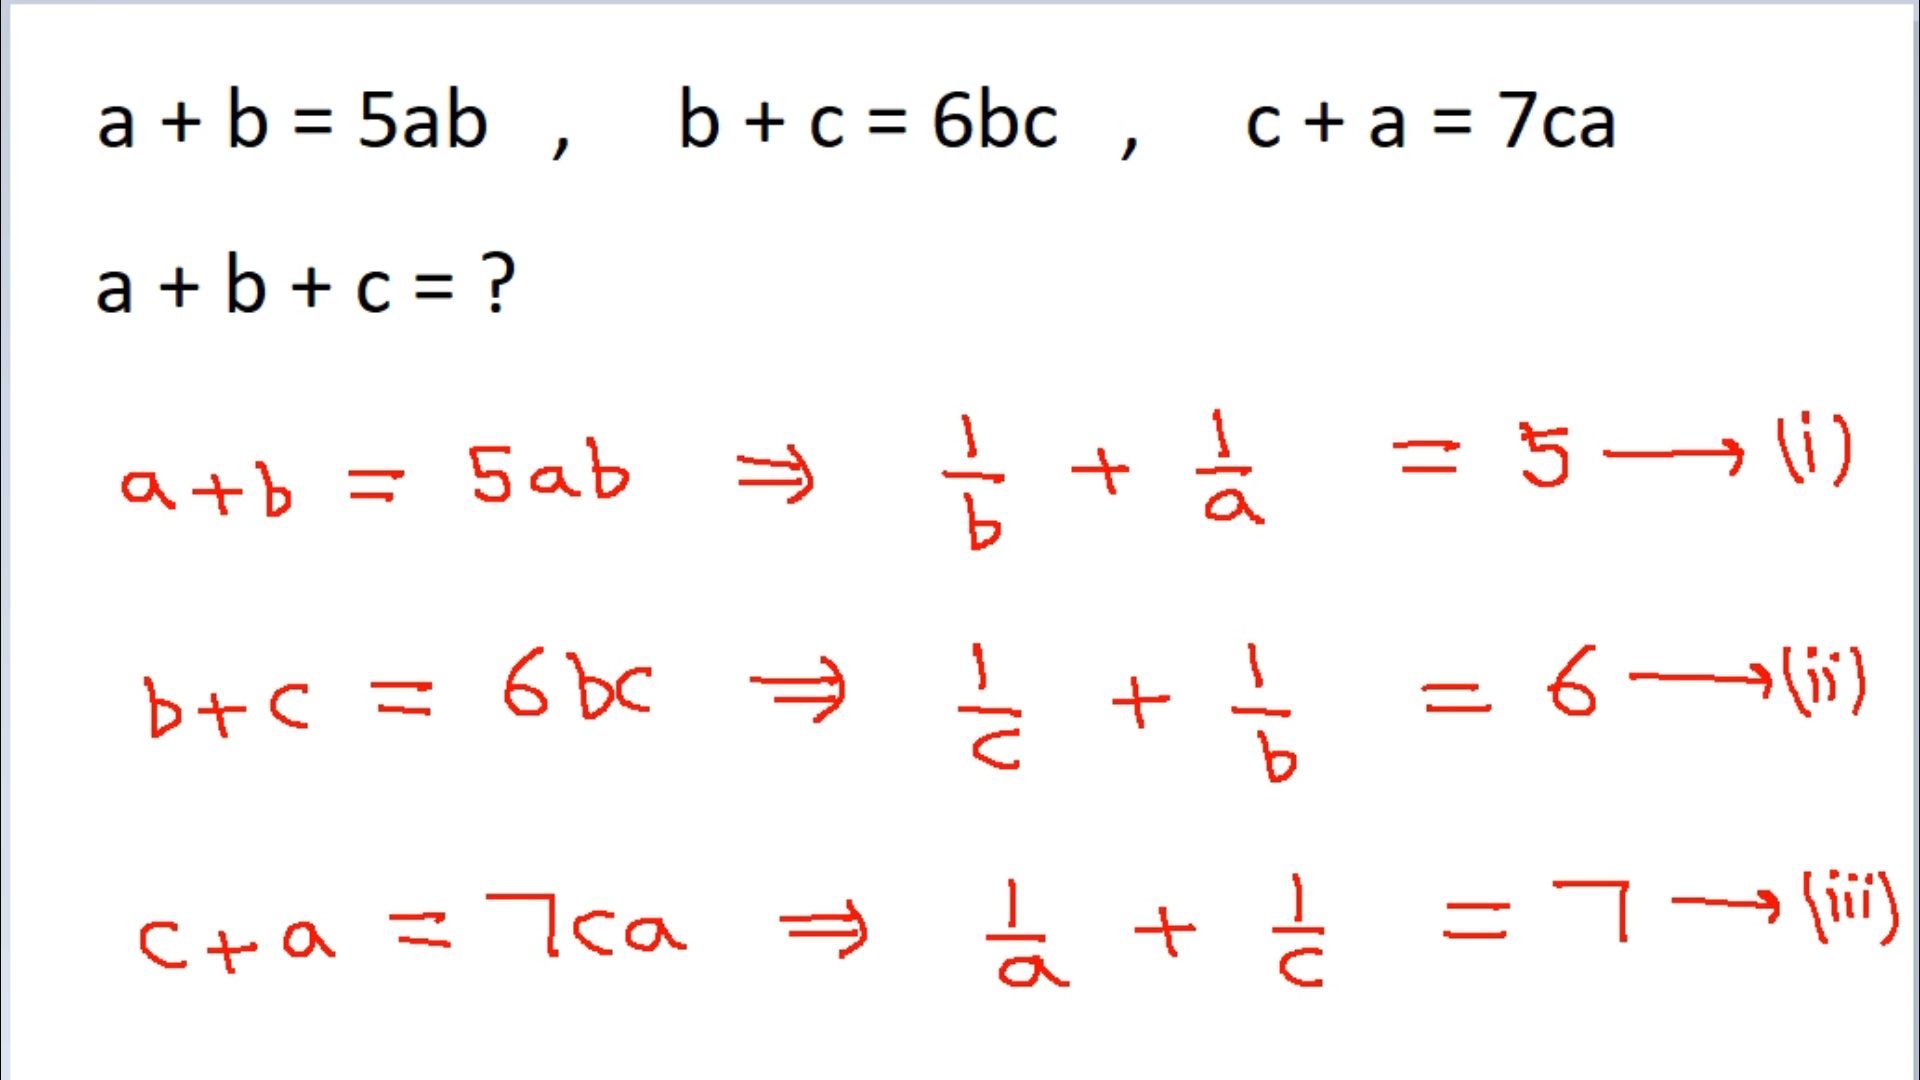 a + b = 5ab , b + c = 6bc , c + a = 7ca
a + b + c = ?
a+b = 5ab ⇒ 1/b + 1/a = 5 ⟶ (i)
b+c = 6bc ⇒ 1/c + 1/b = 6 ⟶ (ii)
c+a = 7ca ⇒ 1/a + 1/c = 7 ⟶ (iii)